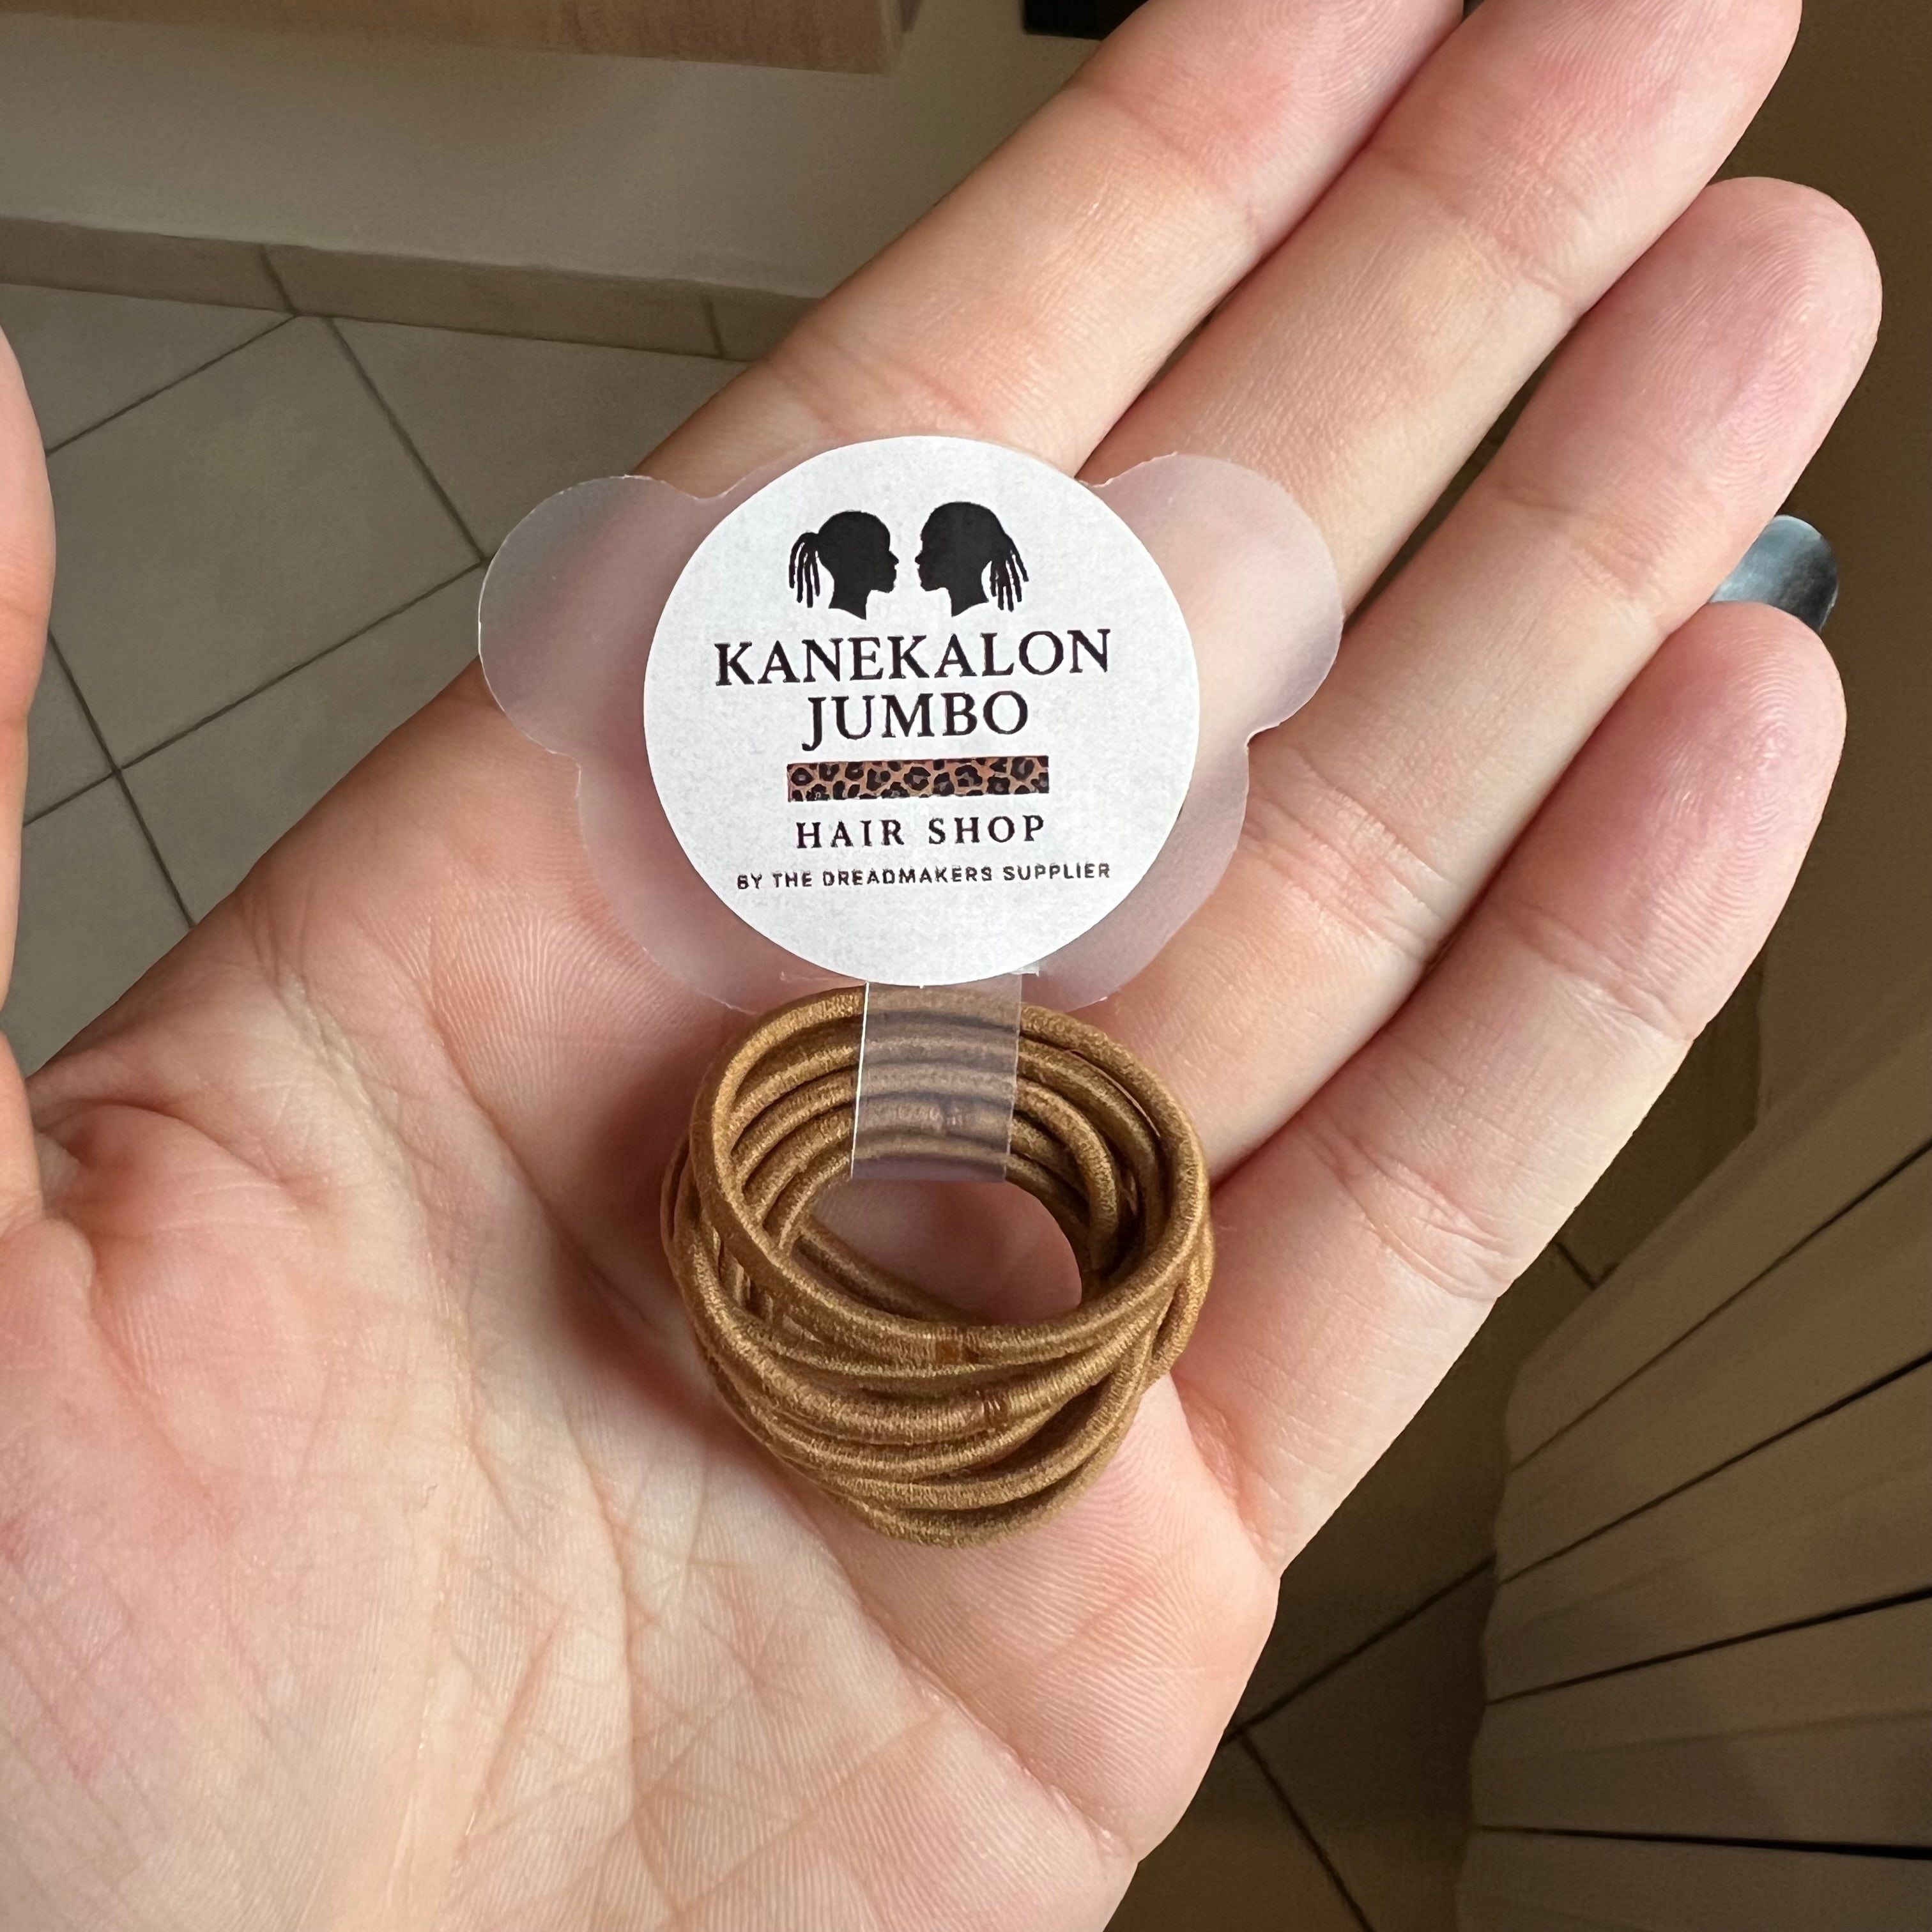 KANEKALON
JUMBO
HAIR SHOP
BY THE DREADMAKERS SUPPLIER